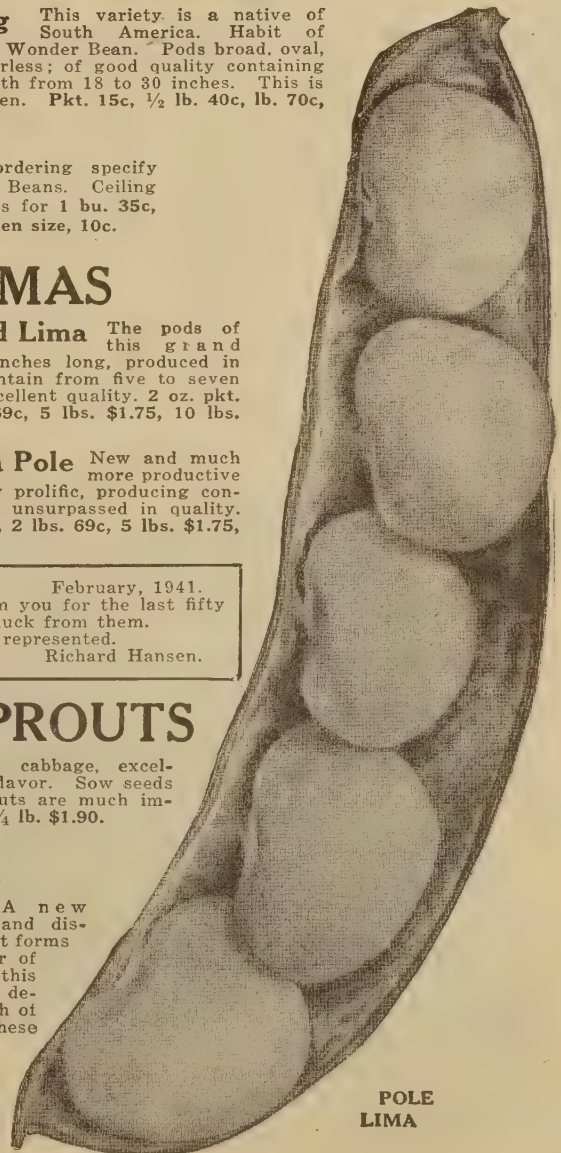 g This variety is a native of
South America. Habit of
Wonder Bean. Pods broad, oval,
rless; of good quality containing
th from 18 to 30 inches. This is
en. Pkt. 15c, ½ lb. 40c, lb. 70c,
ordering specify
Beans. Ceiling
s for 1 bu. 35c,
en size, 10c.
MAS
d Lima The pods of
this grand
nches long, produced in
ntain from five to seven
cellent quality. 2 oz. pkt.
69c, 5 lbs. $1.75, 10 lbs.
a Pole New and much
more productive
y prolific, producing con-
unsurpassed in quality.
, 2 lbs. 69c, 5 lbs. $1.75,
February, 1941.
m you for the last fifty
luck from them.
represented.
Richard Hansen.
PROUTS
cabbage, excel-
lavor. Sow seeds
uts are much im-
¼ lb. $1.90.
A new
and dis-
t forms
r of
this
de-
h of
hese
POLE
LIMA